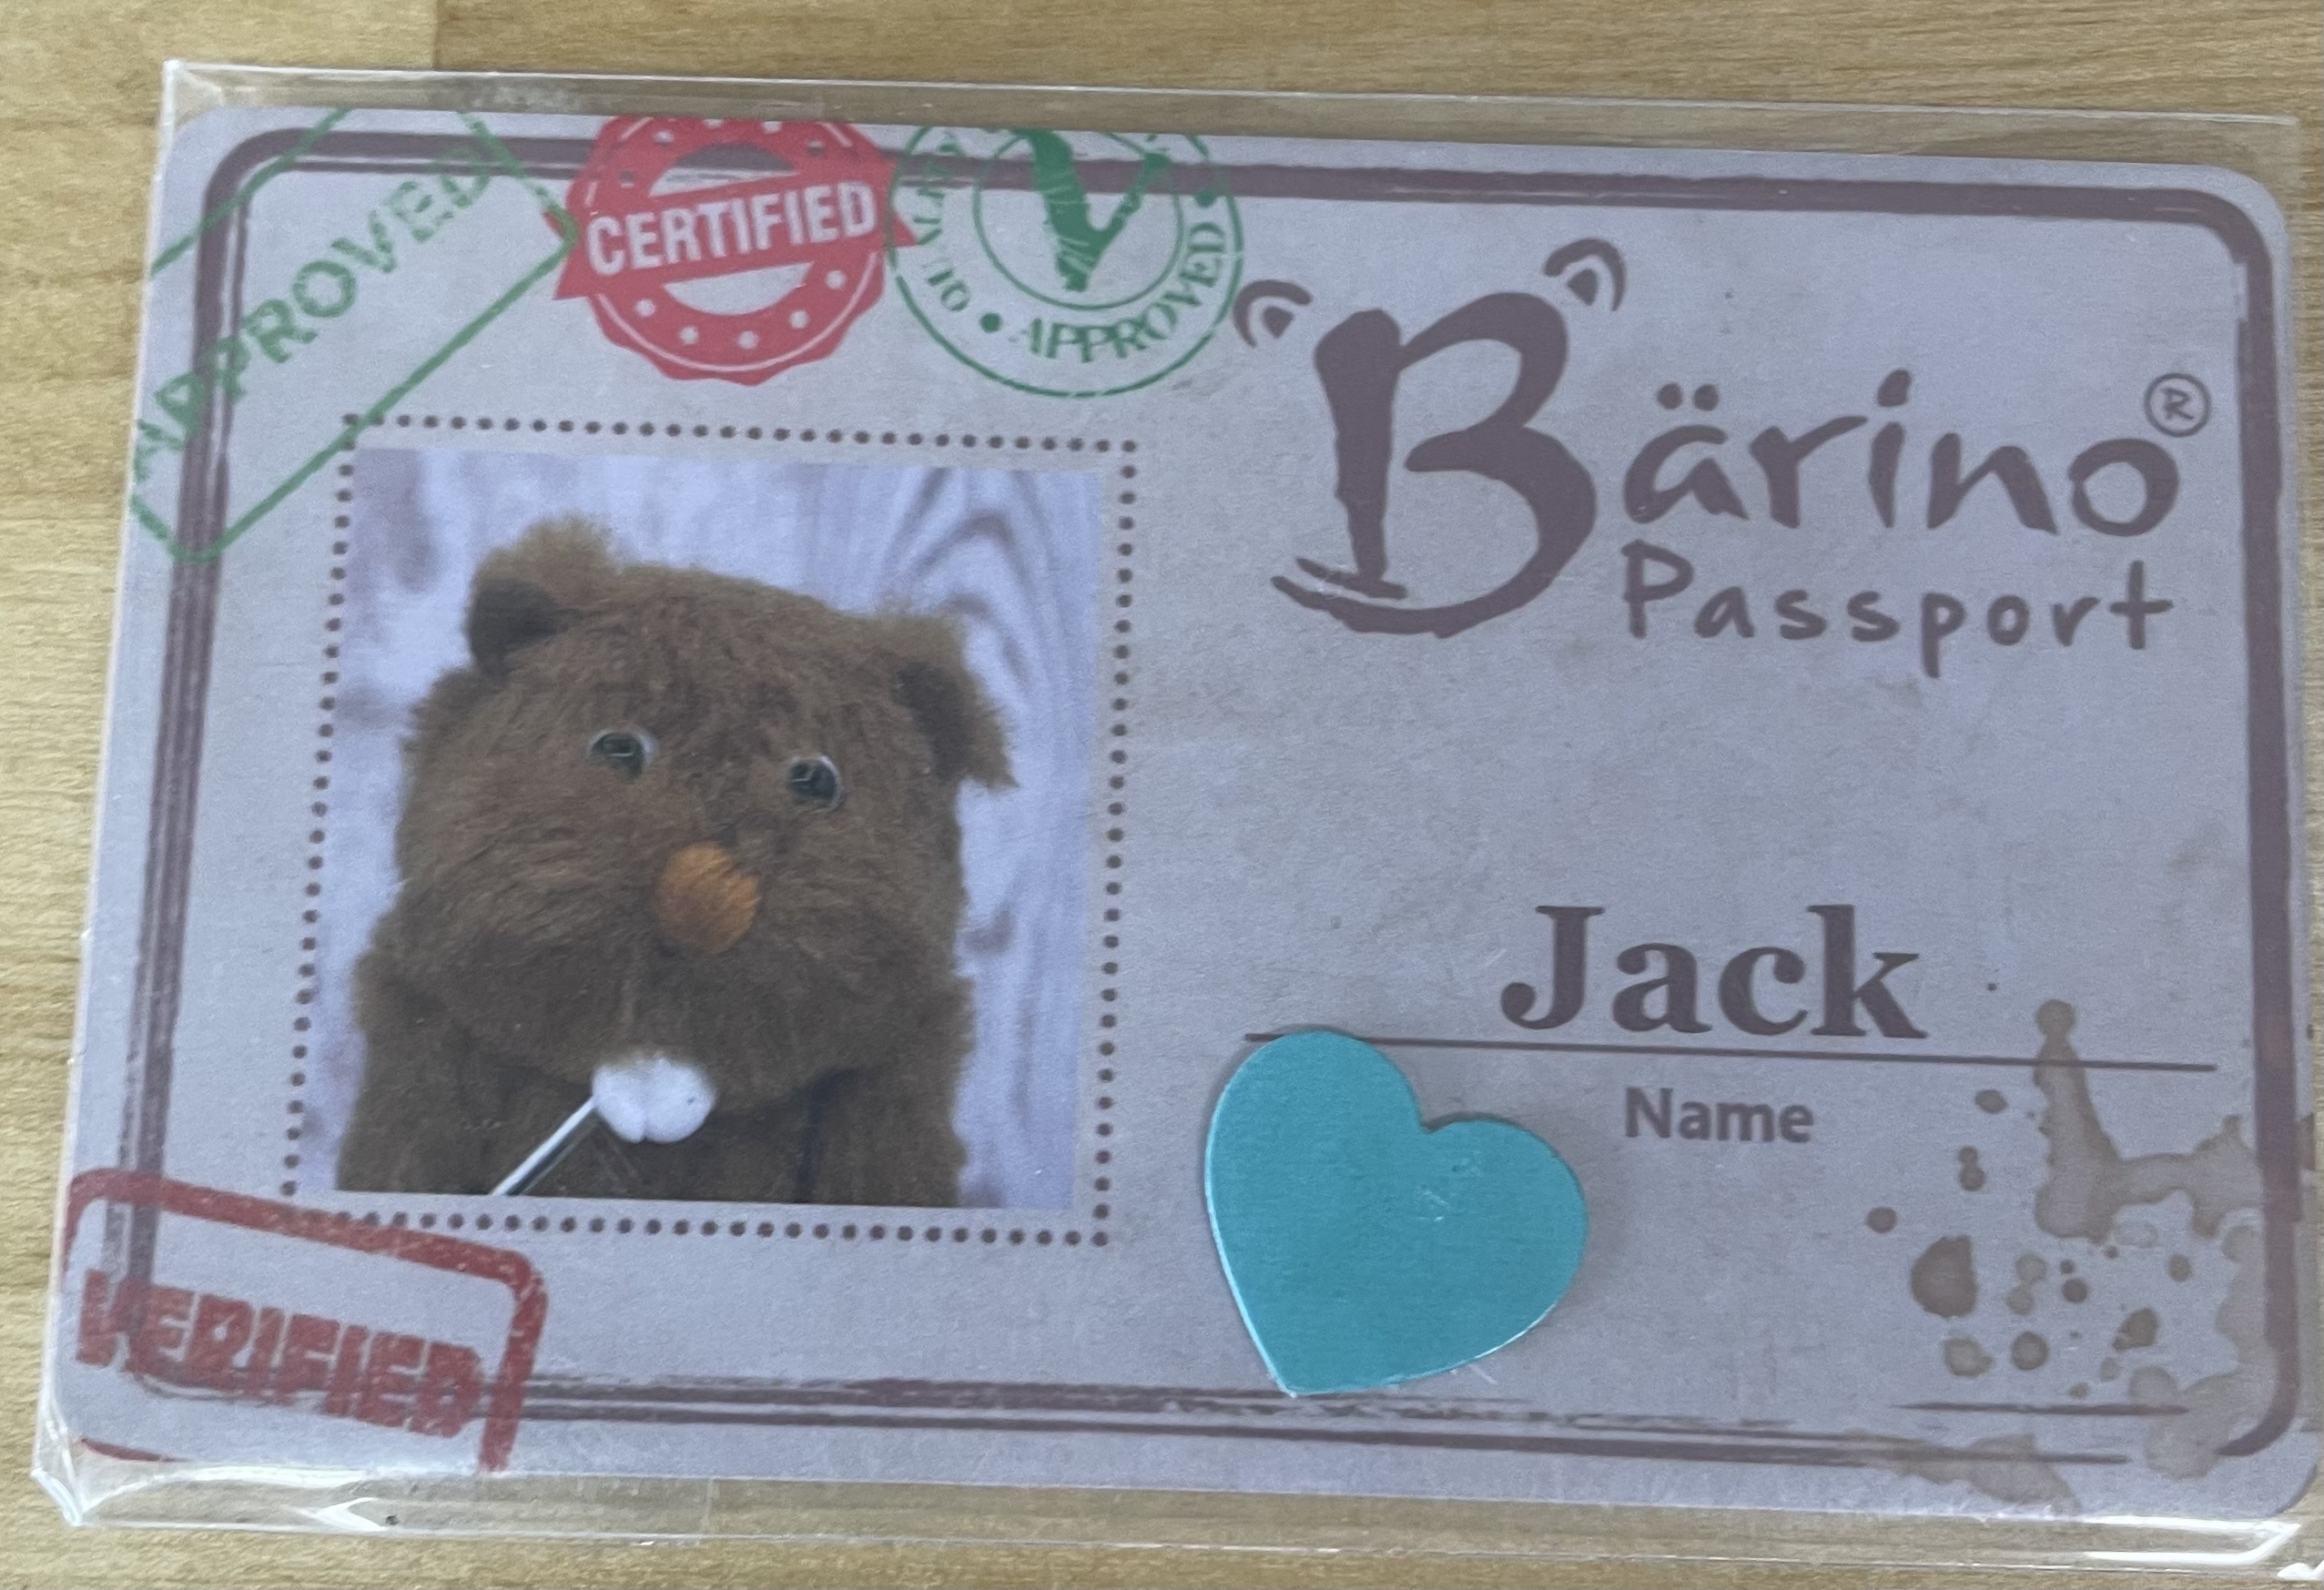 APPROVED
CERTIFIED
QUALITY • APPROVED •
V
Bärino®
Passport
Jack
Name
VERIFIED